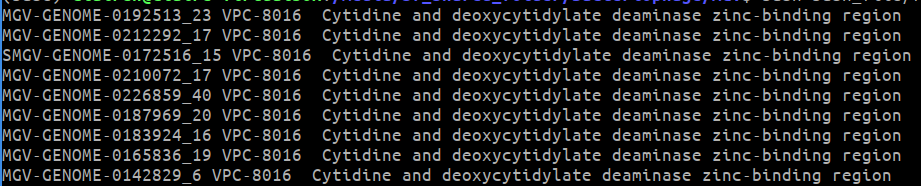 MGV-GENOME-0192513_23 VPC-8016 Cytidine and deoxycytidylate deaminase zinc-binding region
MGV-GENOME-0212292_17 VPC-8016 Cytidine and deoxycytidylate deaminase zinc-binding region
SMGV-GENOME-0172516_15 VPC-8016 Cytidine and deoxycytidylate deaminase zinc-binding region
MGV-GENOME-0210072_17 VPC-8016 Cytidine and deoxycytidylate deaminase zinc-binding region
MGV-GENOME-0226859_40 VPC-8016 Cytidine and deoxycytidylate deaminase zinc-binding region
MGV-GENOME-0187969_20 VPC-8016 Cytidine and deoxycytidylate deaminase zinc-binding region
MGV-GENOME-0183924_16 VPC-8016 Cytidine and deoxycytidylate deaminase zinc-binding region
MGV-GENOME-0165836_19 VPC-8016 Cytidine and deoxycytidylate deaminase zinc-binding region
MGV-GENOME-0142829_6 VPC-8016 Cytidine and deoxycytidylate deaminase zinc-binding region